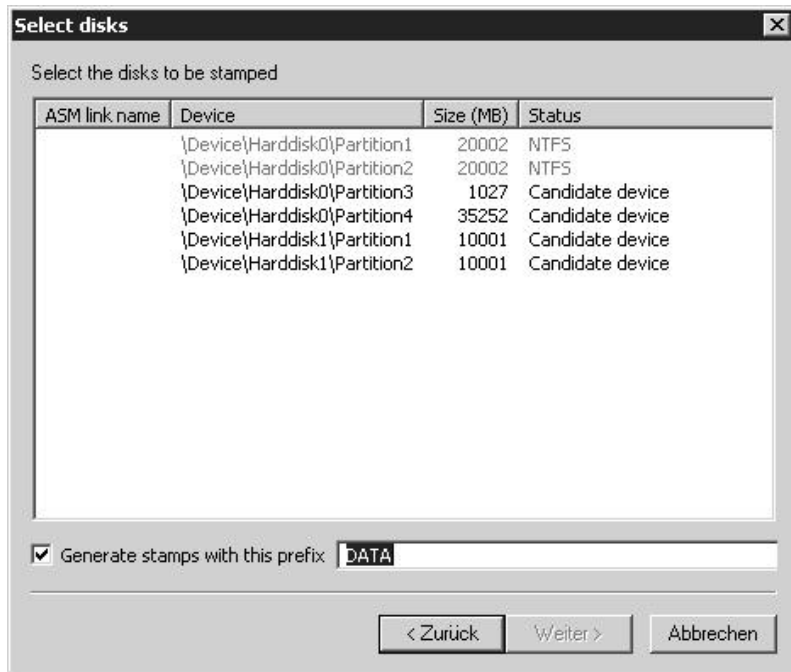 Select disks
Select the disks to be stamped
ASM link name Device Size (MB) Status
\Device\Harddisk0\Partition1 20002 NTFS
\Device\Harddisk0\Partition2 20002 NTFS
\Device\Harddisk0\Partition3 1027 Candidate device
\Device\Harddisk0\Partition4 35252 Candidate device
\Device\Harddisk1\Partition1 10001 Candidate device
\Device\Harddisk1\Partition2 10001 Candidate device
Generate stamps with this prefix DATA
< Zurück Weiter > Abbrechen